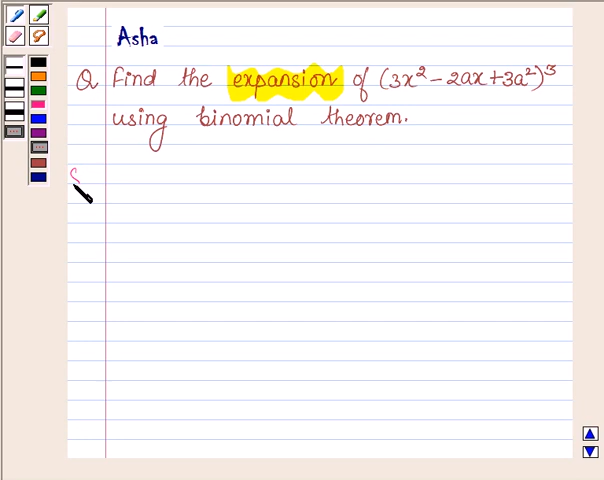 Asha
Q Find the expansion of (3x² - 2ax + 3a²)³
using binomial theorem.
S